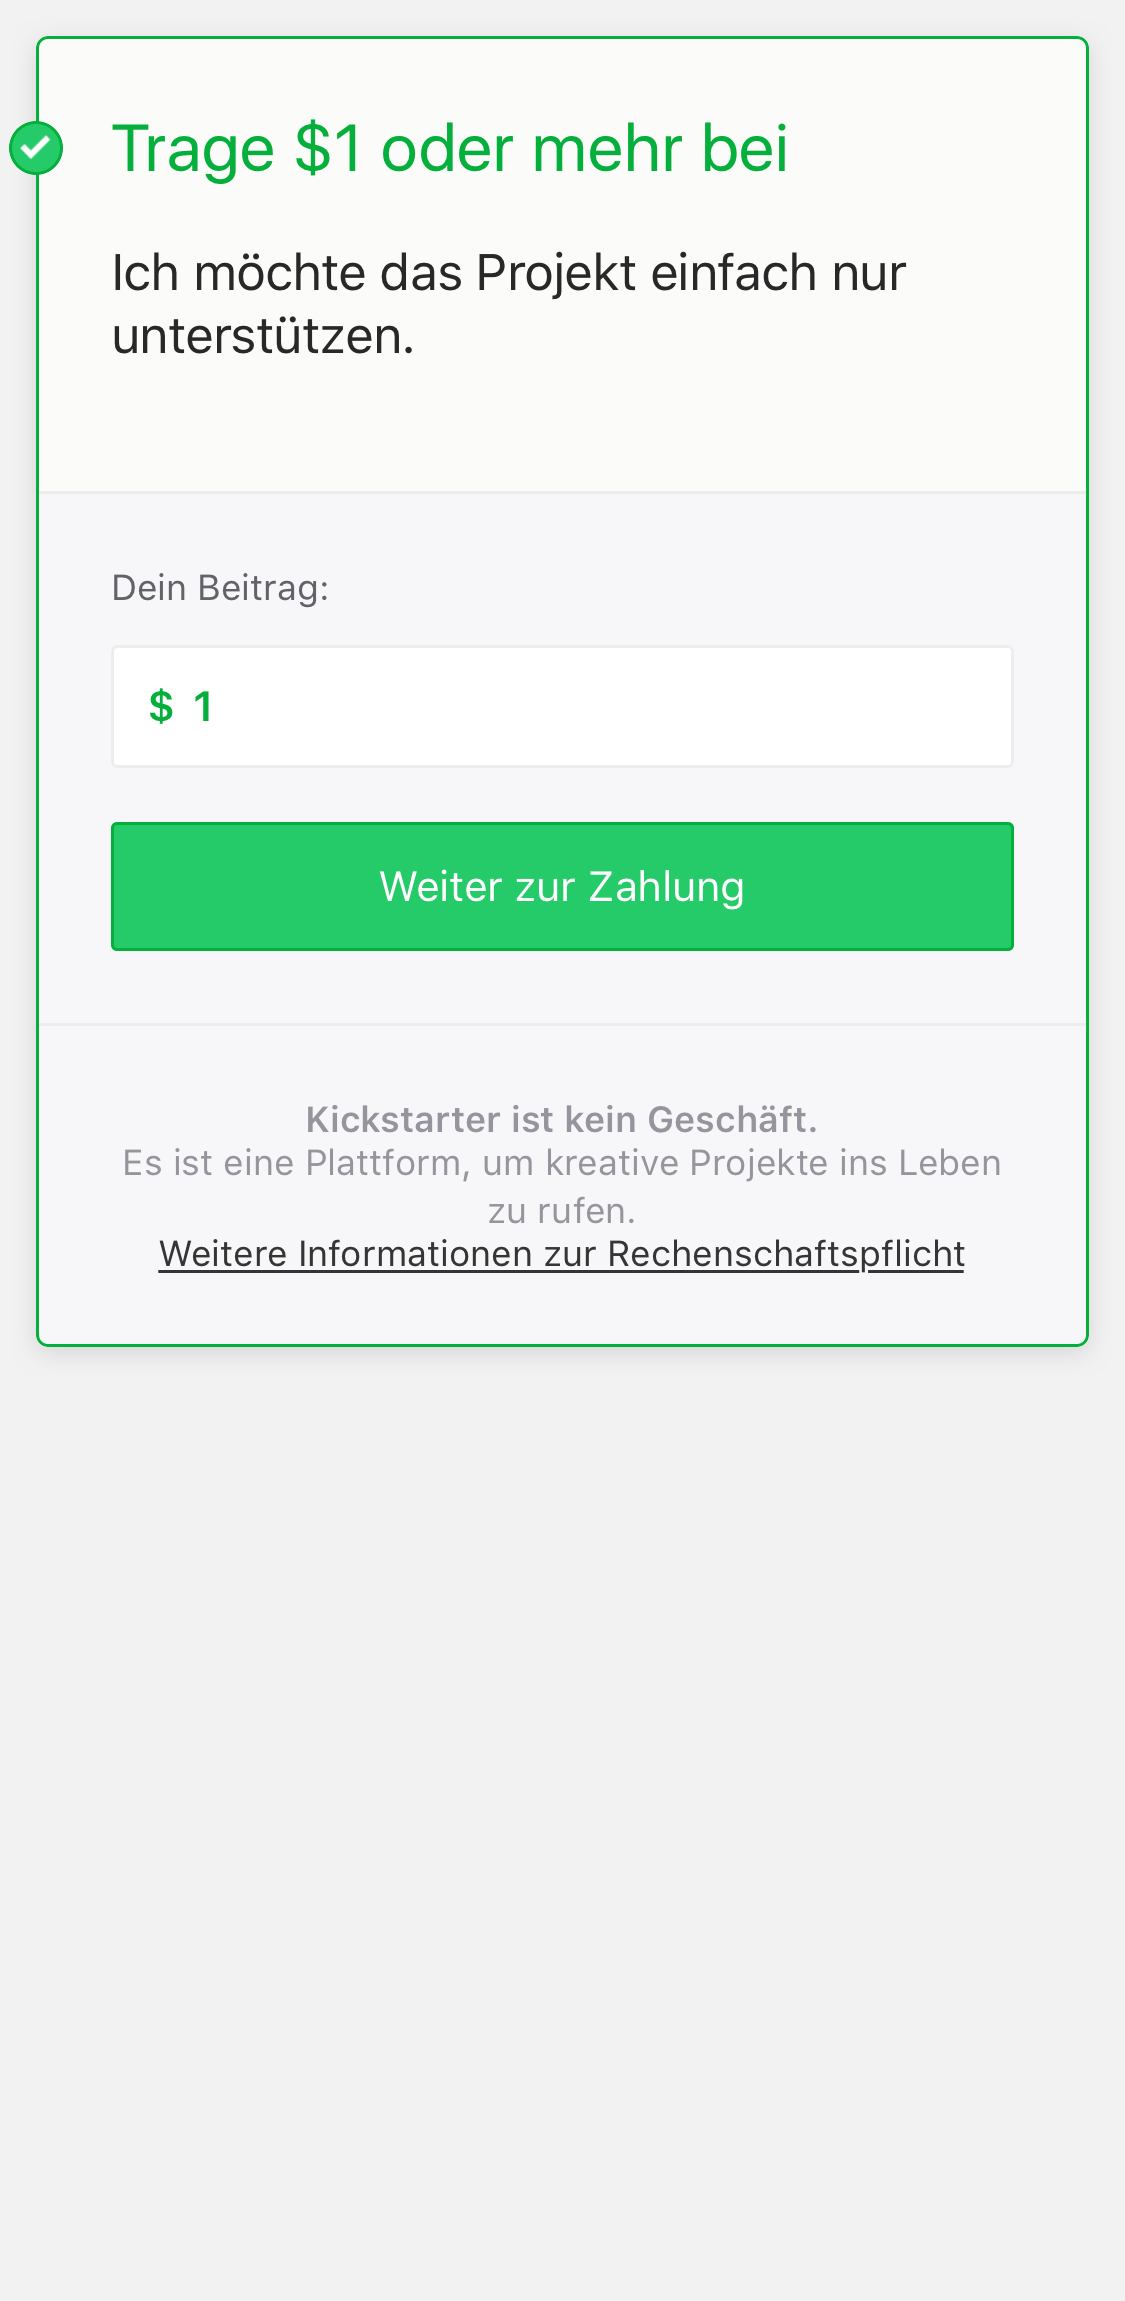 Trage $1 oder mehr bei
Ich möchte das Projekt einfach nur
unterstützen.
Dein Beitrag:
$ 1
Weiter zur Zahlung
Kickstarter ist kein Geschäft.
Es ist eine Plattform, um kreative Projekte ins Leben
zu rufen.
Weitere Informationen zur Rechenschaftspflicht